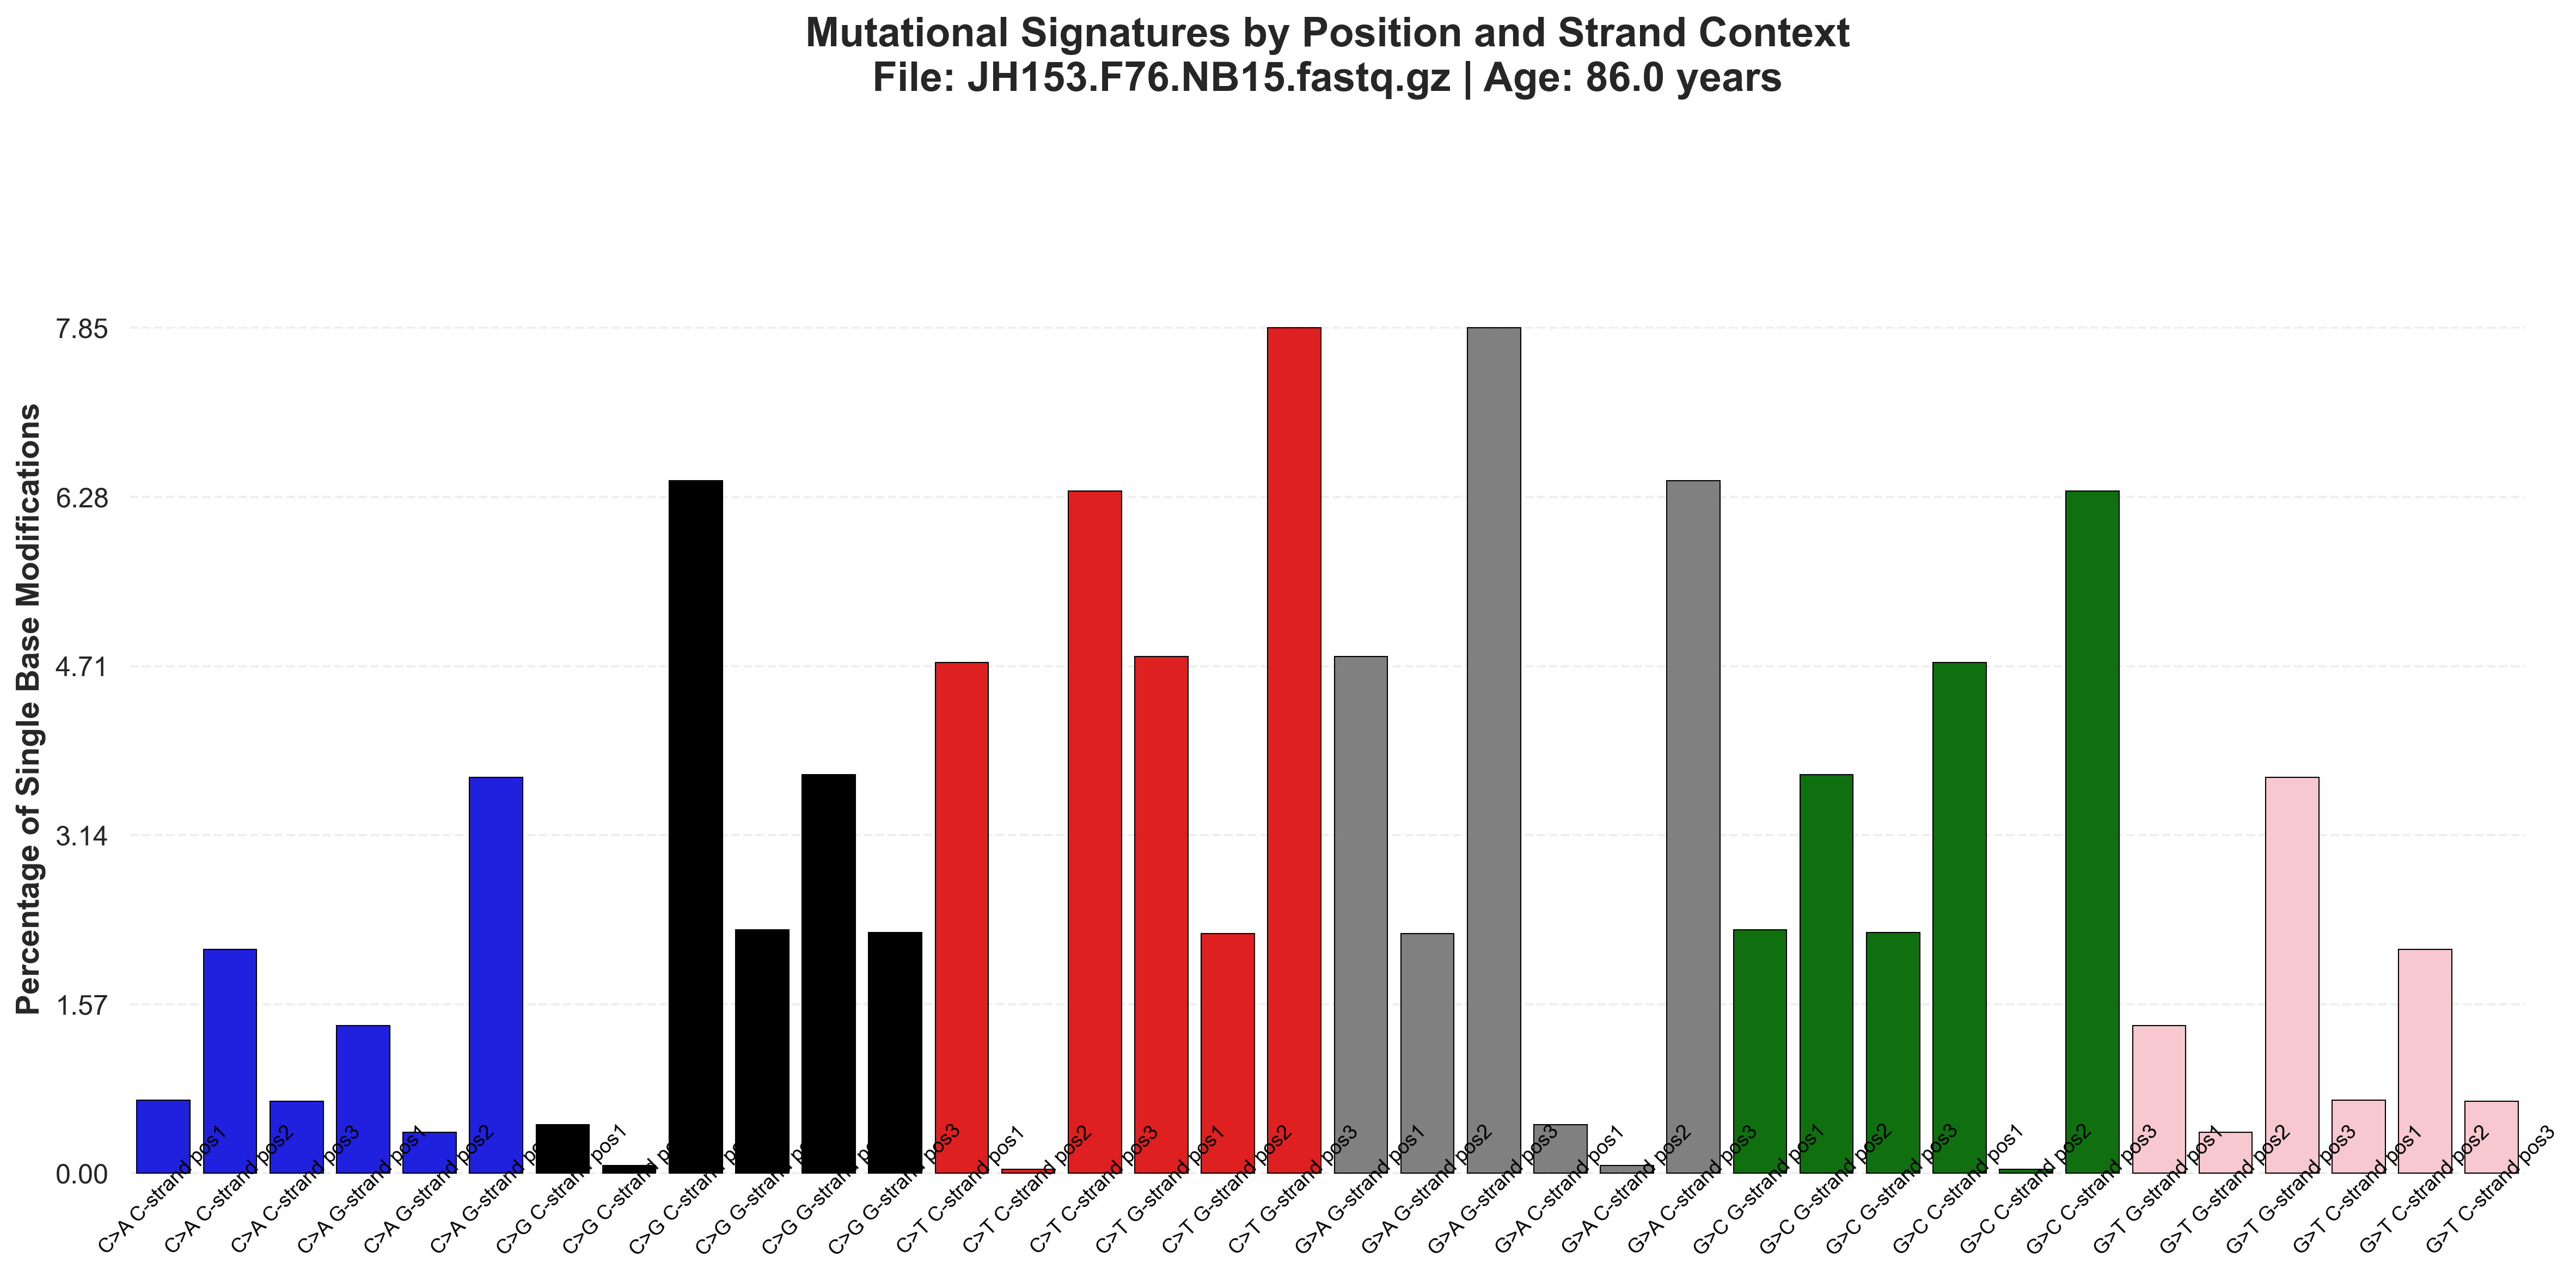 Mutational Signatures by Position and Strand Context
File: JH153.F76.NB15.fastq.gz | Age: 86.0 years
Percentage of Single Base Modifications
7.85
6.28
4.71
3.14
1.57
0.00
C>A C-strand pos1
C>A C-strand pos2
C>A C-strand pos3
C>A G-strand pos1
C>A G-strand pos2
C>A G-strand
C>G C-strand pos1
C>G C-strand
C>G C-strand
C>G G-strand
C>G G-strand
C>G G-strand pos3
C>T C-strand pos1
C>T C-strand pos2
C>T C-strand pos3
C>T G-strand pos1
C>T G-strand pos2
C>T G-strand pos3
G>A G-strand pos1
G>A G-strand pos2
G>A G-strand pos3
G>A C-strand pos1
G>A C-strand pos2
G>A C-strand pos3
G>C G-strand pos1
G>C G-strand pos2
G>C G-strand pos3
G>C C-strand pos1
G>C C-strand pos2
G>C C-strand pos3
G>T G-strand pos1
G>T G-strand pos2
G>T G-strand pos3
G>T C-strand pos1
G>T C-strand pos2
G>T C-strand pos3